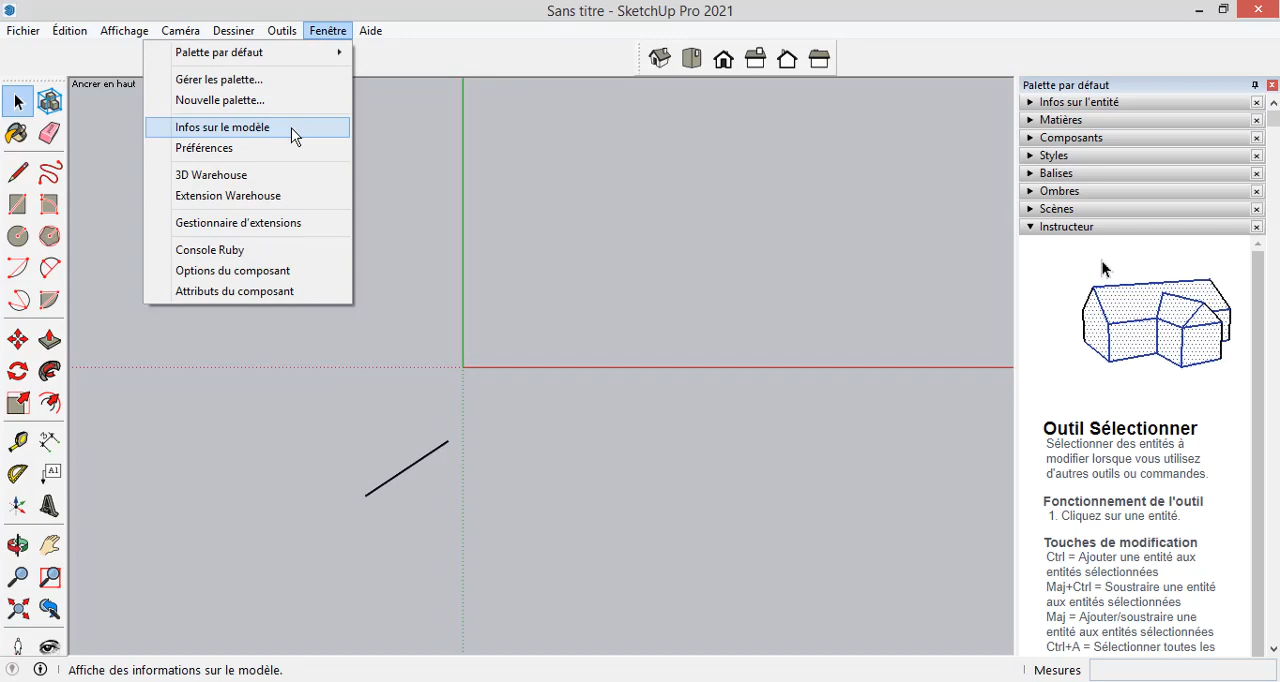 Sans titre - SketchUp Pro 2021
Fichier Édition Affichage Caméra Dessiner Outils Fenêtre Aide
Palette par défaut
Gérer les palette...
Nouvelle palette...
Infos sur le modèle
Préférences
3D Warehouse
Extension Warehouse
Gestionnaire d'extensions
Console Ruby
Options du composant
Attributs du composant
Ancrer en haut
A1
Palette par défaut
Infos sur l'entité
Matières
Composants
Styles
Balises
Ombres
Scènes
Instructeur
Outil Sélectionner
Sélectionner des entités à
modifier lorsque vous utilisez
d'autres outils ou commandes.
Fonctionnement de l'outil
1. Cliquez sur une entité.
Touches de modification
Ctrl = Ajouter une entité aux
entités sélectionnées
Maj+Ctrl = Soustraire une entité
aux entités sélectionnées
Maj = Ajouter/soustraire une
entité aux entités sélectionnées
Ctrl+A = Sélectionner toutes les
Affiche des informations sur le modèle.
Mesures